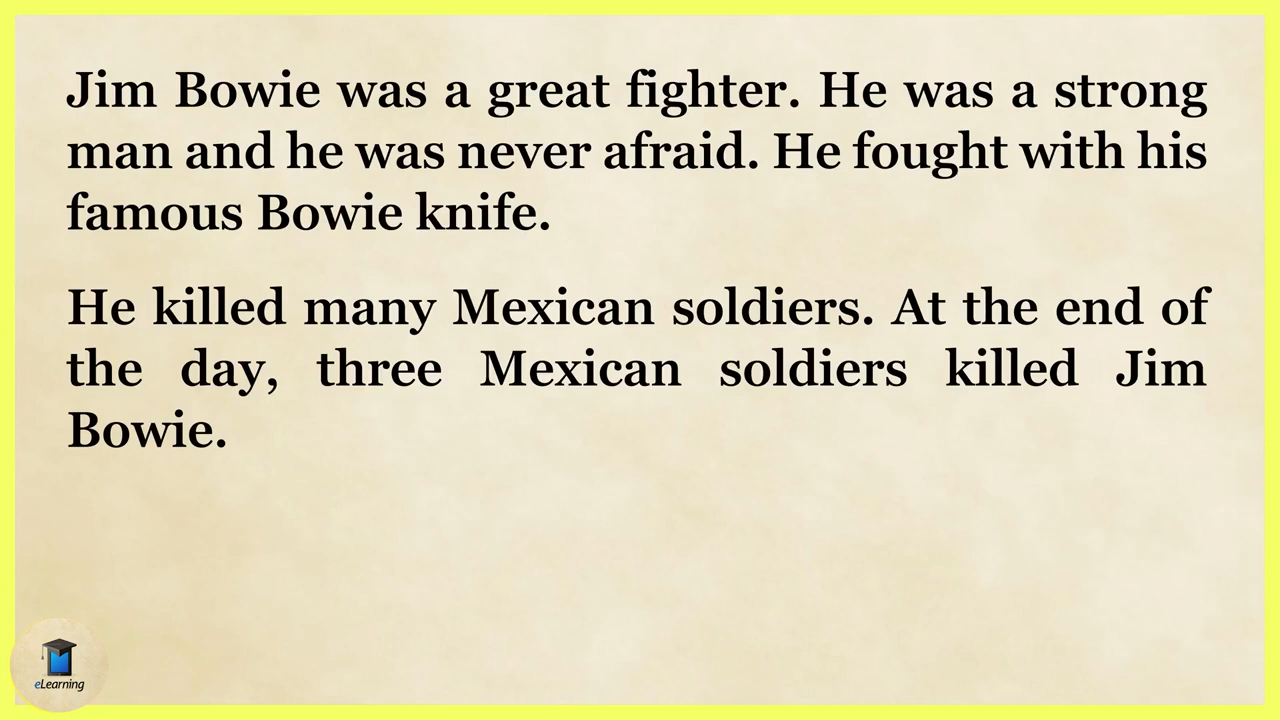 Jim Bowie was a great fighter. He was a strong
man and he was never afraid. He fought with his
famous Bowie knife.
He killed many Mexican soldiers. At the end of
the day, three Mexican soldiers killed Jim
Bowie.
eLearning